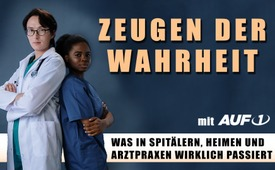 ZEUGEN DER
WAHRHEIT
mit AUF1
WAS IN SPITÄLERN, HEIMEN UND
ARZTPRAXEN WIRKLICH PASSIERT